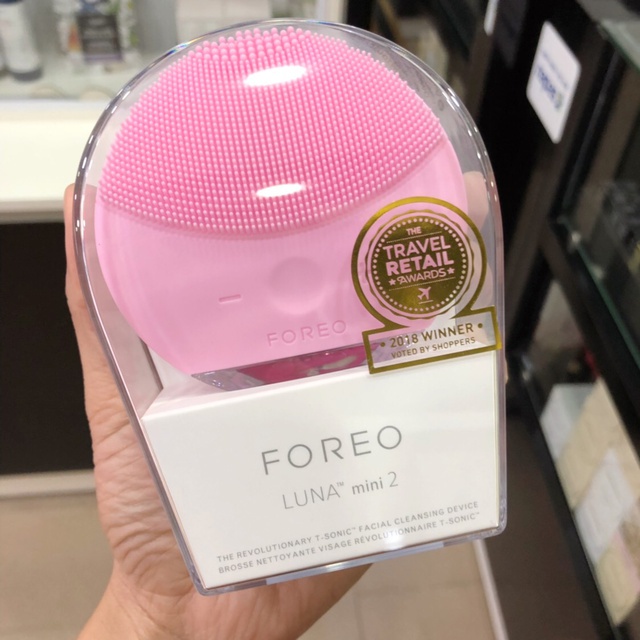 THE
TRAVEL
RETAIL
AWARDS
2018 WINNER
VOTED BY SHOPPERS
FOREO
FOREO
LUNA™ mini 2
THE REVOLUTIONARY T-SONIC™ FACIAL CLEANSING DEVICE
BROSSE NETTOYANTE VISAGE RÉVOLUTIONNAIRE T-SONIC™